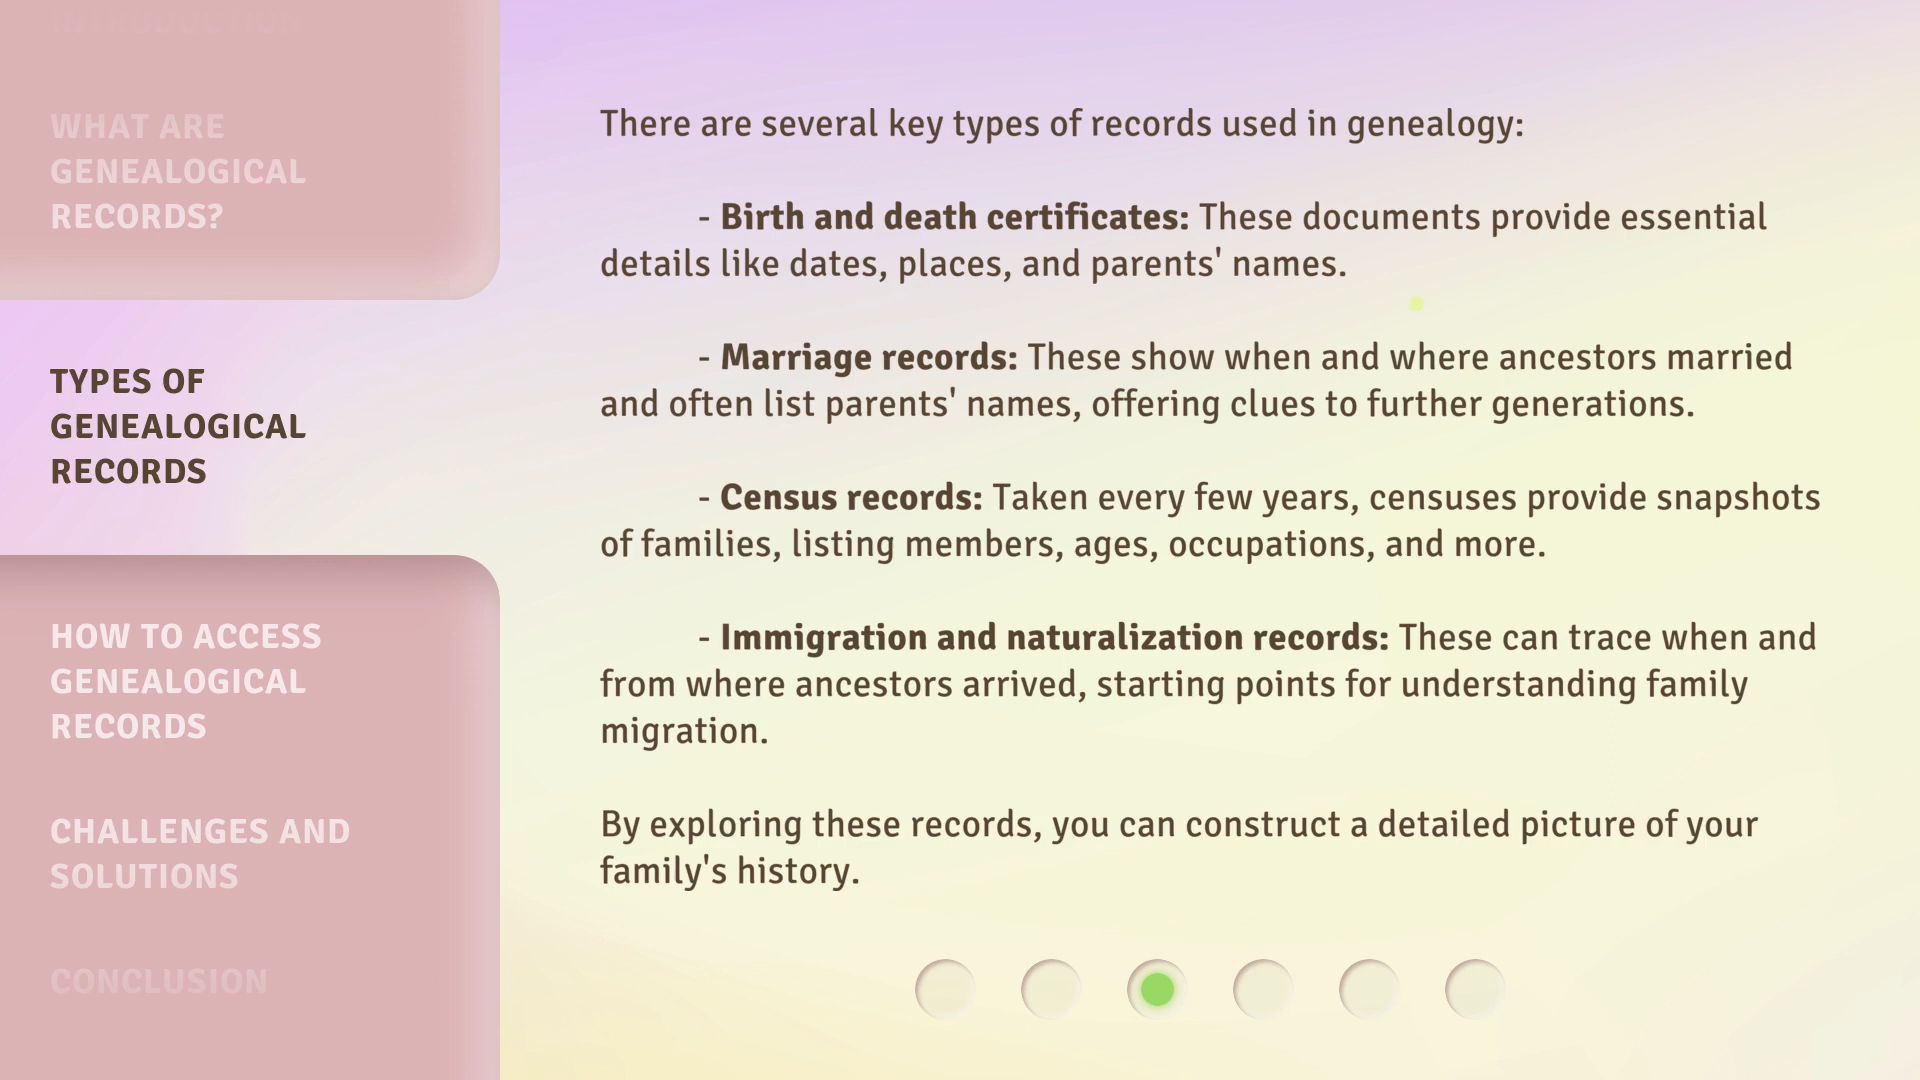 INTRODUCTION
WHAT ARE
GENEALOGICAL
RECORDS?
TYPES OF
GENEALOGICAL
RECORDS
HOW TO ACCESS
GENEALOGICAL
RECORDS
CHALLENGES AND
SOLUTIONS
CONCLUSION
There are several key types of records used in genealogy:
- Birth and death certificates: These documents provide essential
details like dates, places, and parents' names.
- Marriage records: These show when and where ancestors married
and often list parents' names, offering clues to further generations.
- Census records: Taken every few years, censuses provide snapshots
of families, listing members, ages, occupations, and more.
- Immigration and naturalization records: These can trace when and
from where ancestors arrived, starting points for understanding family
migration.
By exploring these records, you can construct a detailed picture of your
family's history.